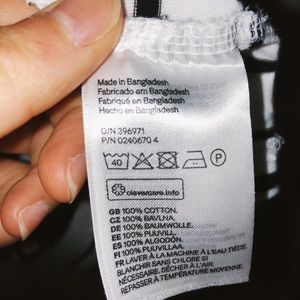 Made in Bangladesh
Fabricado em Bangladesh
Fabriqué en Bangladesh
Hecho en Bangladesh
O/N 396971
P/N 0240670 4
40
P
clevercare.info
GB 100% COTTON.
CZ 100% BAVLNA.
DE 100% BAUMWOLLE.
EE 100% PUUVILL.
ES 100% ALGODÓN.
FI 100% PUUVILLA.
FR LAVER À LA MACHINE À L'EAU TIÈDE.
BLANCHIR SANS CHLORE SI
NÉCESSAIRE. SÉCHER À L'AIR.
REPASSER À TEMPÉRATURE MOYENNE